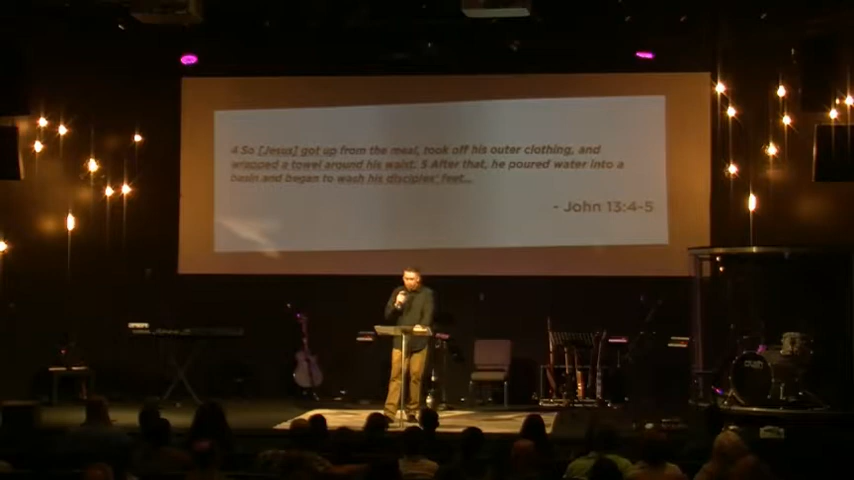 4 So [Jesus] got up from the meal, took off his outer clothing, and
wrapped a towel around his waist. 5 After that, he poured water into a
basin and began to wash his disciples' feet...
- John 13:4-5